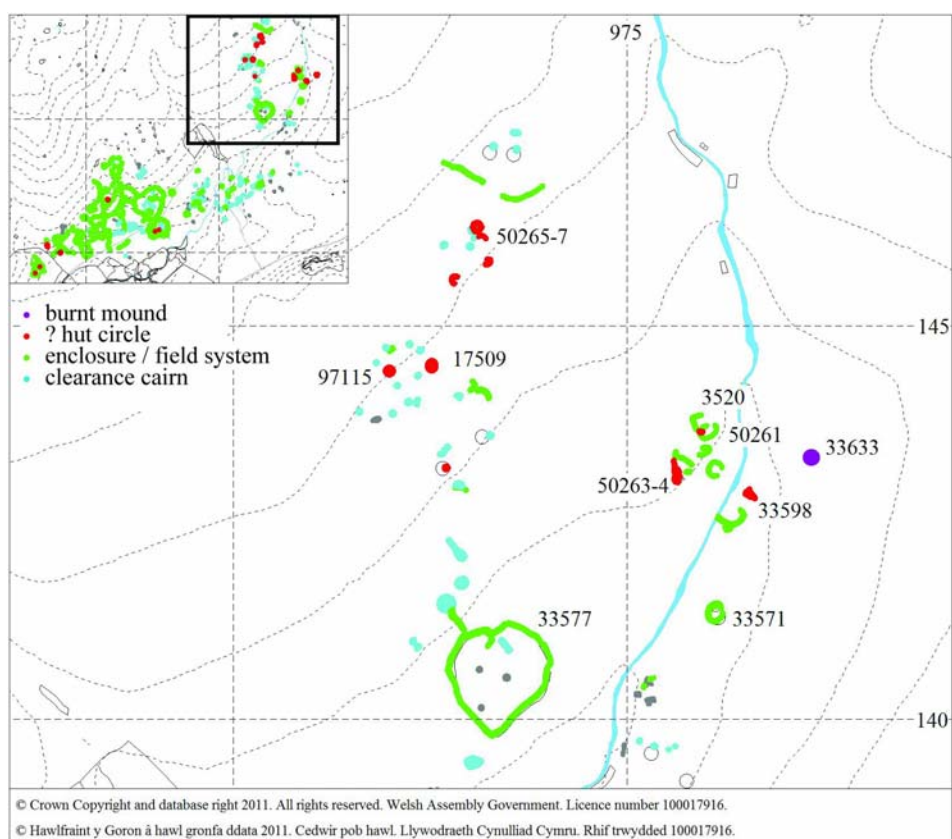 975
50265-7
burnt mound
? hut circle
enclosure / field system
clearance cairn
145
97115
17509
3520
50261
33633
50263-4
33598
33577
33571
140
© Crown Copyright and database right 2011. All rights reserved. Welsh Assembly Government. Licence number 100017916.
© Hawlfraint y Goron â hawl gronfa ddata 2011. Cedwir pob hawl. Llywodraeth Cynulliad Cymru. Rhif trwydded 100017916.